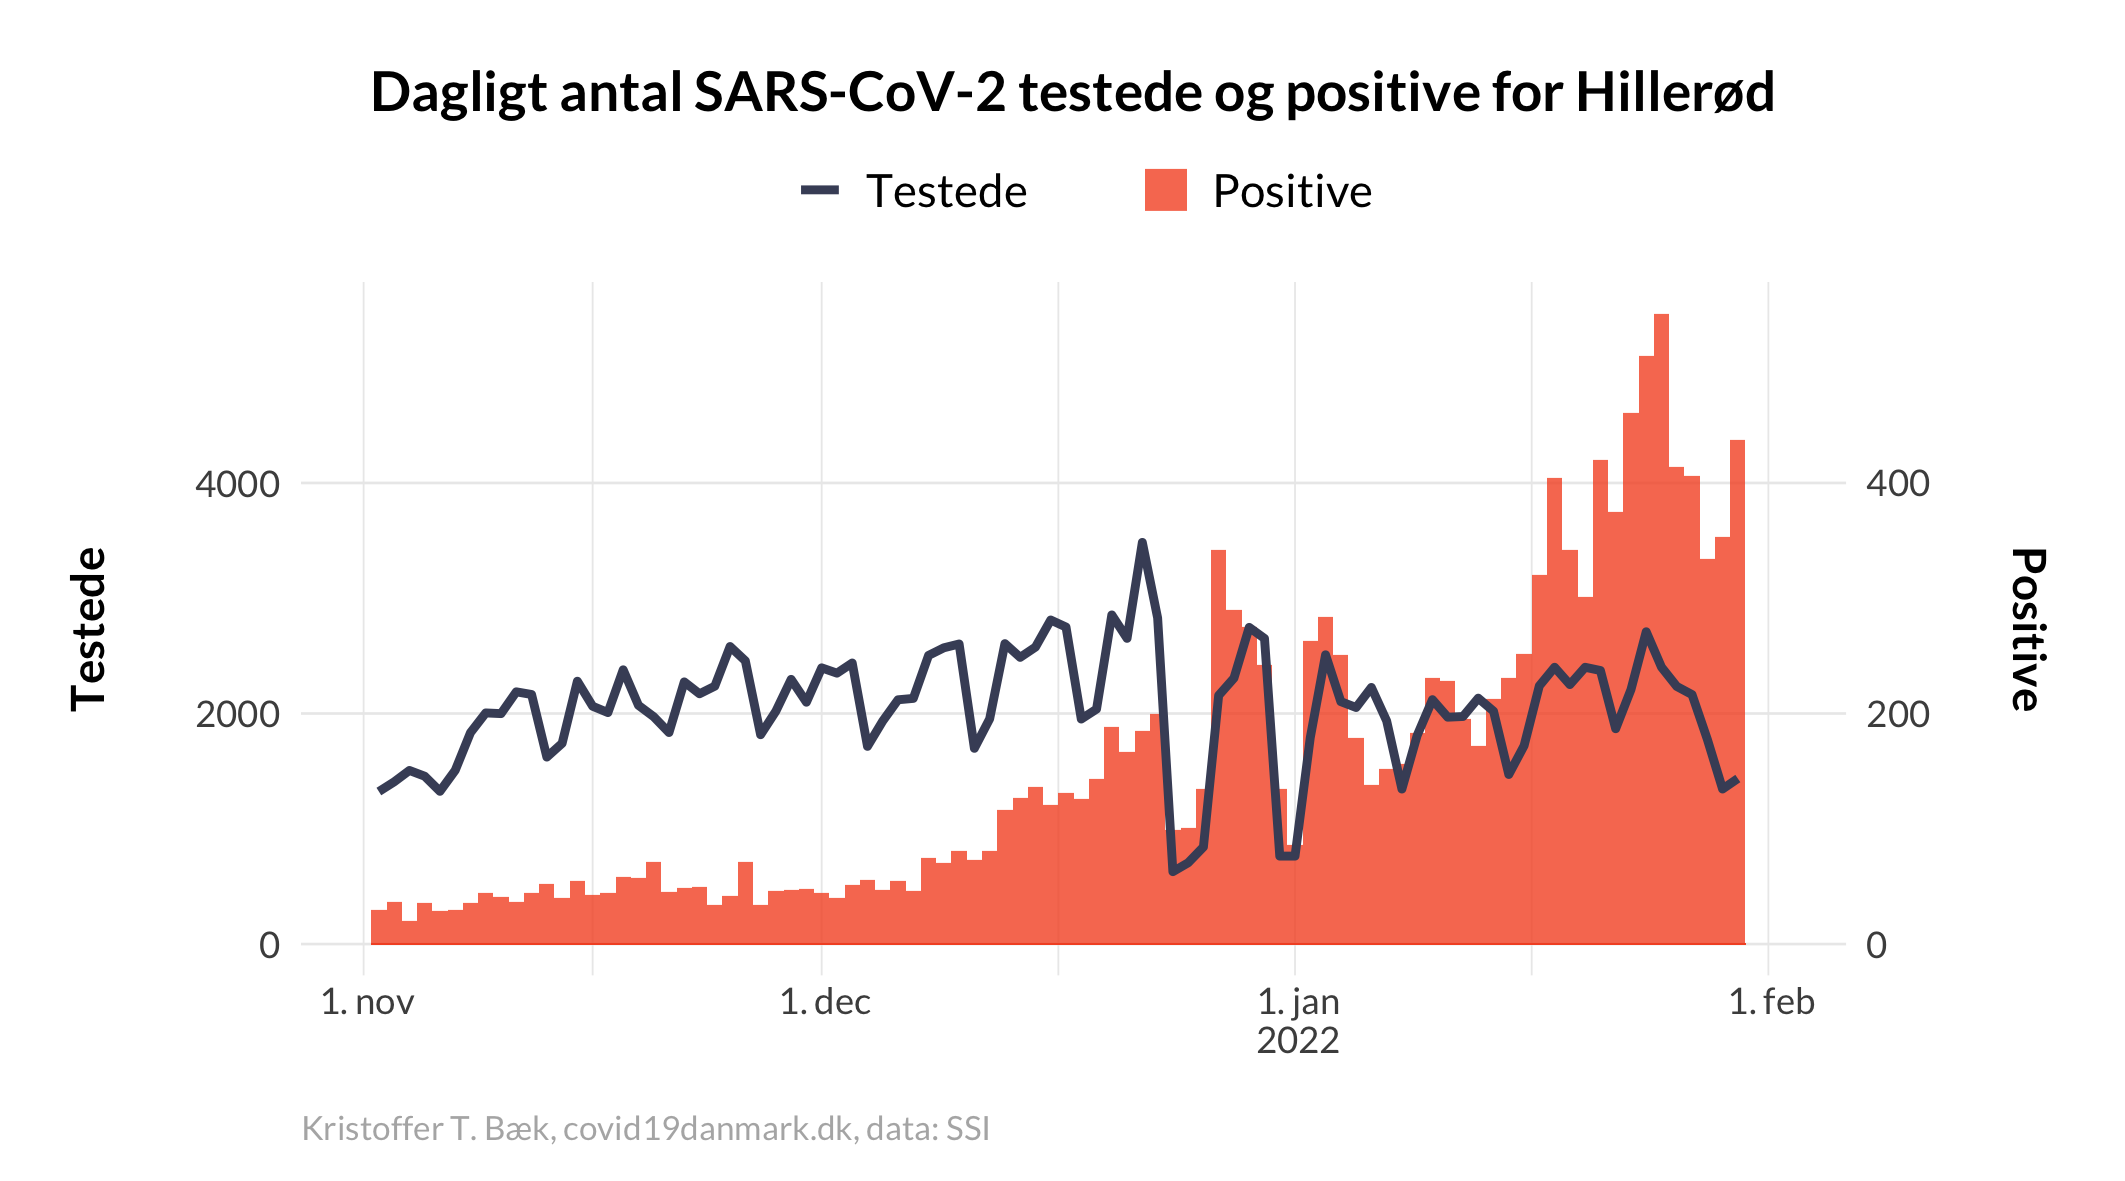 Dagligt antal SARS-CoV-2 testede og positive for Hillerød
Testede
Positive
4000
2000
0
400
200
0
Testede
Positive
1. nov
1. dec
1. jan
2022
1. feb
Kristoffer T. Bæk, covid19danmark.dk, data: SSI